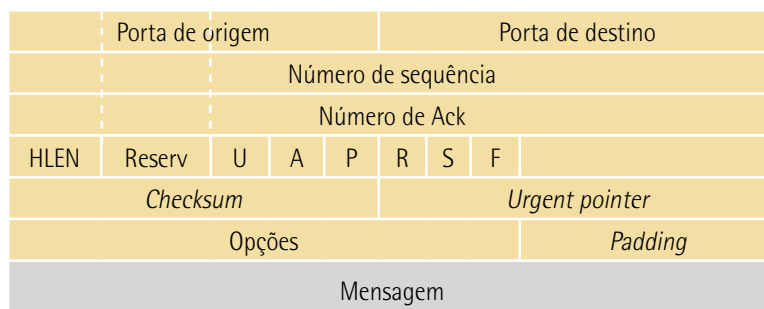 Porta de origem Porta de destino
Número de sequência
Número de Ack
HLEN Reserv U A P R S F
Checksum Urgent pointer
Opções Padding
Mensagem